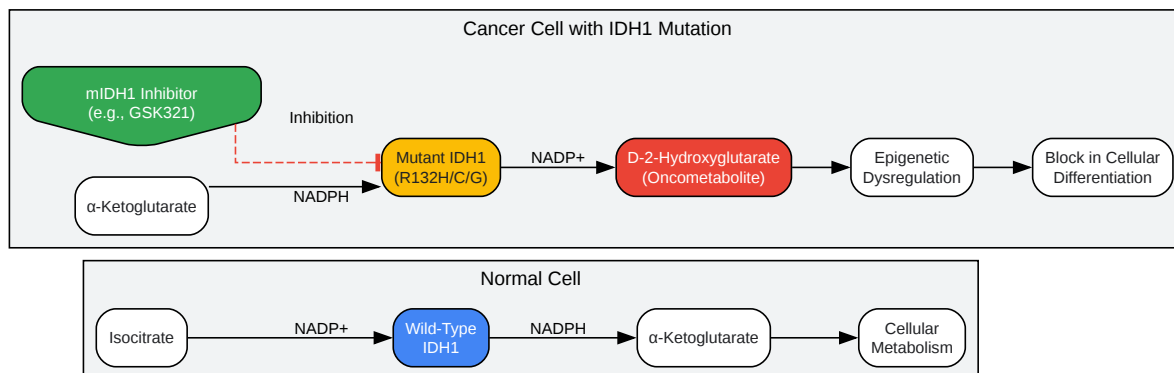 Cancer Cell with IDH1 Mutation
mIDH1 Inhibitor
(e.g., GSK321)
Inhibition
α-Ketoglutarate
NADPH
Mutant IDH1
(R132H/C/G)
NADP+
D-2-Hydroxyglutarate
(Oncometabolite)
Epigenetic
Dysregulation
Block in Cellular
Differentiation
Normal Cell
Isocitrate
NADP+
Wild-Type
IDH1
NADPH
α-Ketoglutarate
Cellular
Metabolism